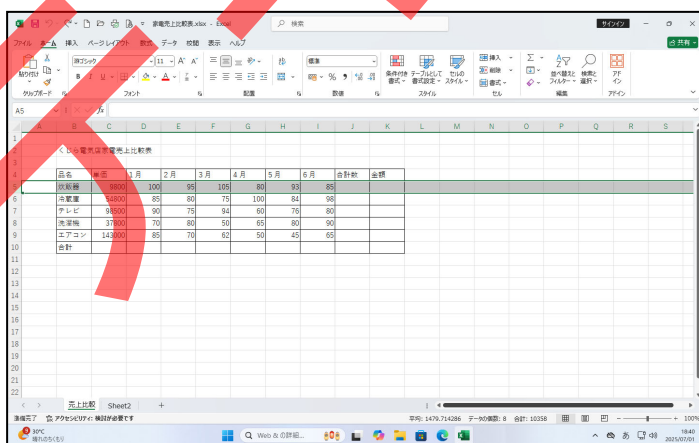 家電売上比較表.xlsx - Excel
検索
サインイン
ファイル ホーム 挿入 ページレイアウト 数式 データ 校閲 表示 ヘルプ
共有
貼り付け
游ゴシック 11 A A
標準
条件付き書式 テーブルとして書式設定 セルのスタイル
挿入
削除
書式
並べ替えとフィルター 検索と選択 アドイン
クリップボード フォント 配置 数値 スタイル セル 編集 アドイン
A5 fx
A B C D E F G H I J K L M N O P Q R S
1
2 くじら電気店家電売上比較表
3
4 品名 単価 1月 2月 3月 4月 5月 6月 合計数 金額
5 炊飯器 9800 100 95 105 80 93 85
6 冷蔵庫 54800 85 80 75 100 84 98
7 テレビ 98500 90 75 94 60 76 80
8 洗濯機 37800 70 80 50 65 80 90
9 エアコン 143000 85 70 62 50 45 65
10 合計
11
12
13
14
15
16
17
18
19
20
21
22
売上比較 Sheet2 +
準備完了 アクセシビリティ: 検討が必要です 平均: 1479.714286 データの個数: 8 合計: 10358 100%
30°C
晴れのちくもり
Web &の詳細...
あ
18:40